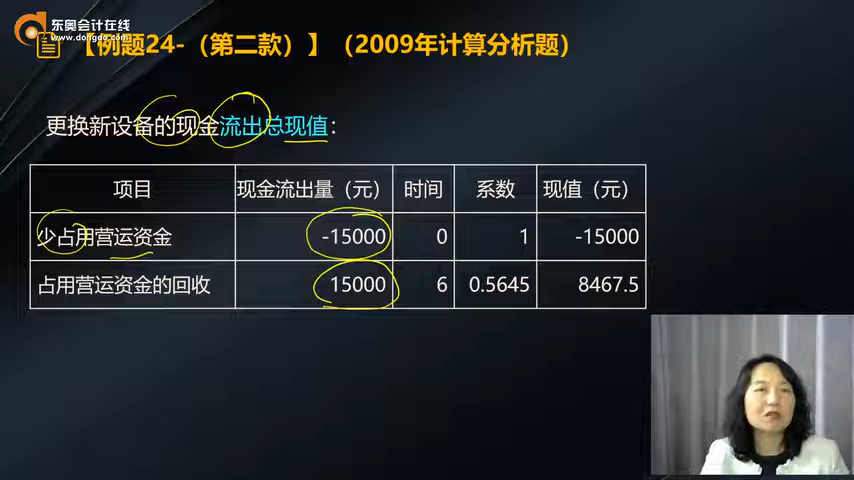 东奥会计在线
www.dongao.com
【例题24-（第二款）】（2009年计算分析题）
更换新设备的现金流出总现值：
项目 现金流出量（元） 时间 系数 现值（元）
少占用营运资金 -15000 0 1 -15000
占用营运资金的回收 15000 6 0.5645 8467.5